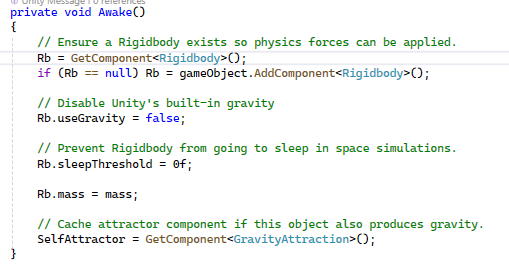 Unity Message | 0 references
private void Awake()
{
// Ensure a Rigidbody exists so physics forces can be applied.
Rb = GetComponent<Rigidbody>();
if (Rb == null) Rb = gameObject.AddComponent<Rigidbody>();
// Disable Unity's built-in gravity
Rb.useGravity = false;
// Prevent Rigidbody from going to sleep in space simulations.
Rb.sleepThreshold = 0f;
Rb.mass = mass;
// Cache attractor component if this object also produces gravity.
SelfAttractor = GetComponent<GravityAttraction>();
}